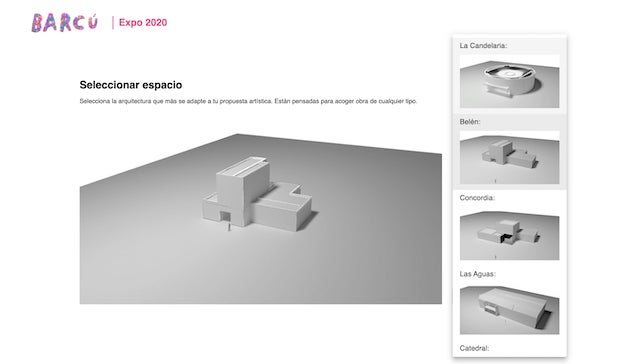 BARCÚ
Expo 2020
Seleccionar espacio
Selecciona la arquitectura que más se adapte a tu propuesta artística. Están pensadas para acoger obra de cualquier tipo.
La Candelaria:
Belén:
Concordia:
Las Aguas:
Catedral: